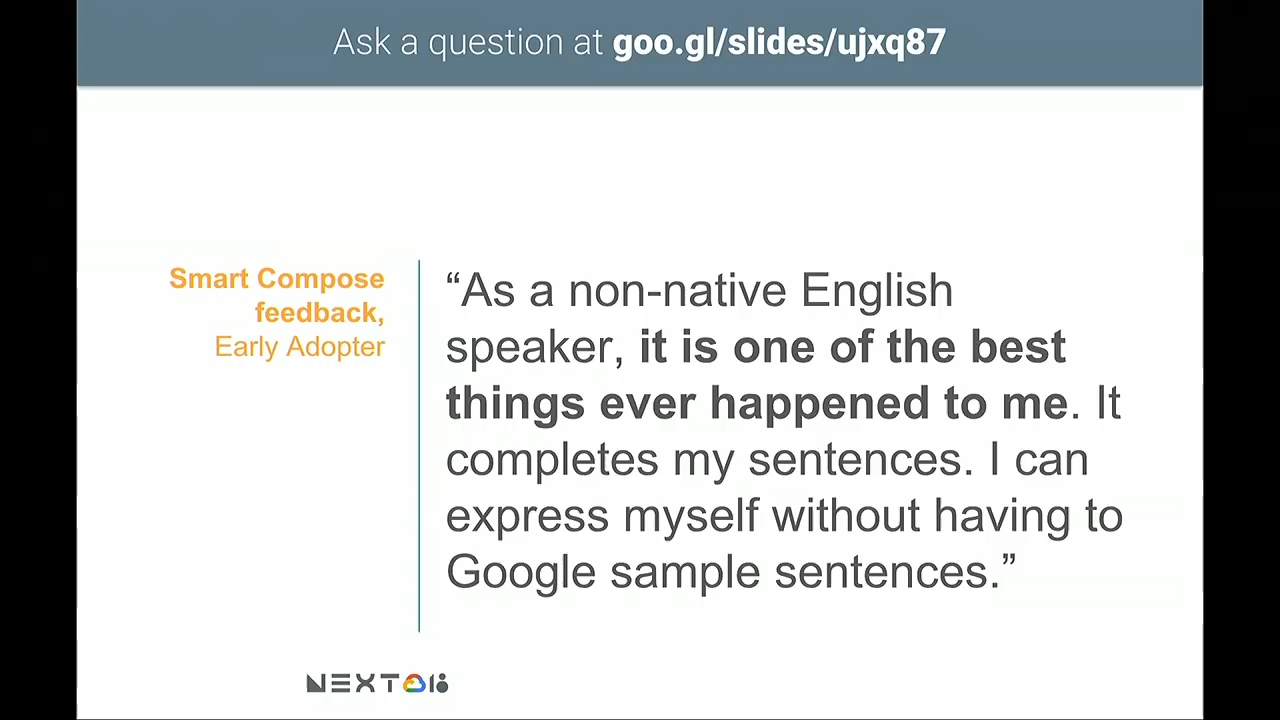 Ask a question at goo.gl/slides/ujxq87
Smart Compose
feedback,
Early Adopter
“As a non-native English
speaker, it is one of the best
things ever happened to me. It
completes my sentences. I can
express myself without having to
Google sample sentences.”
NEXT18